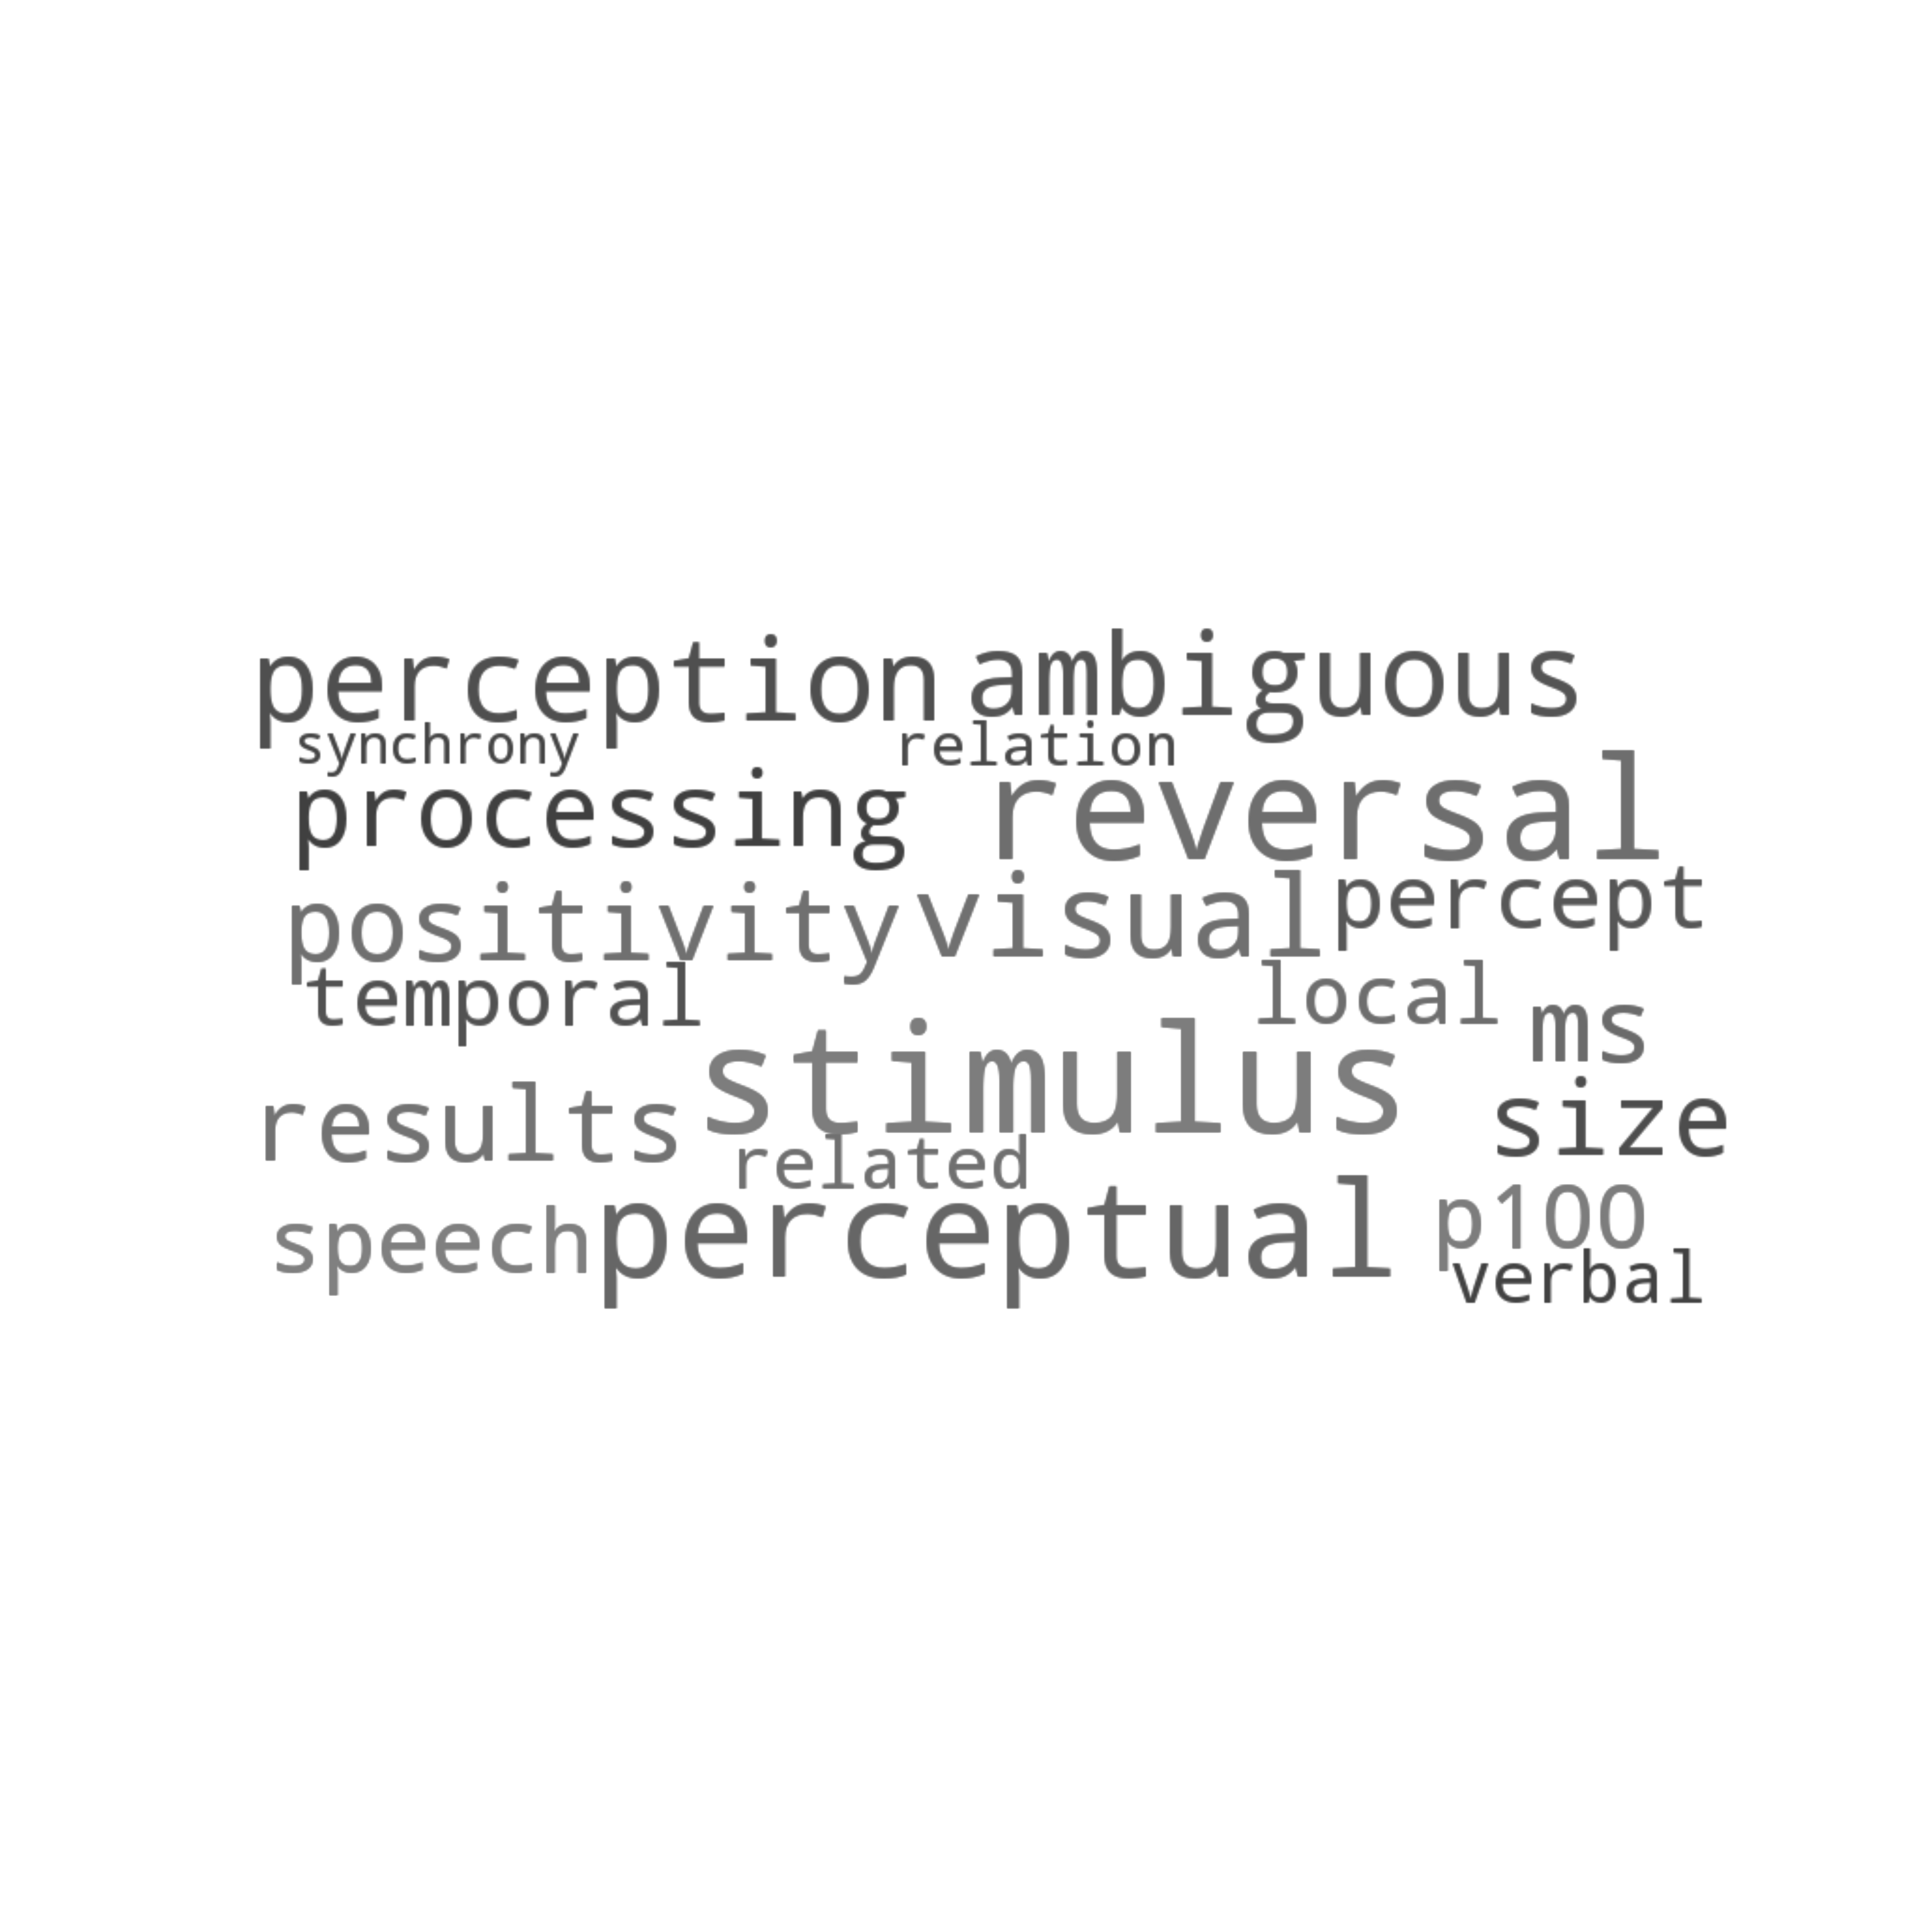 perception ambiguous
synchrony relation
processing reversal
positivity visual percept
temporal local ms
stimulus
results size
related
speech perceptual p100
verbal